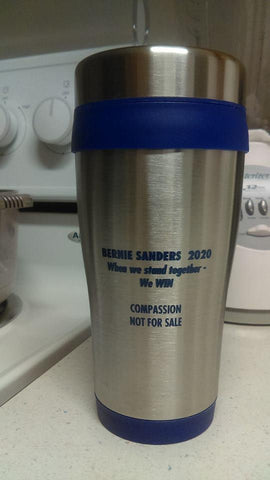 BERNIE SANDERS 2020
When we stand together -
We WIN
COMPASSION
NOT FOR SALE